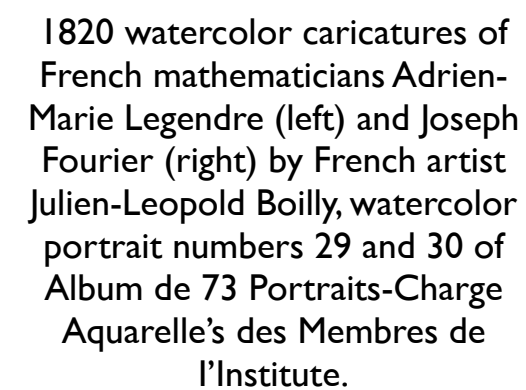 1820 watercolor caricatures of
French mathematicians Adrien-
Marie Legendre (left) and Joseph
Fourier (right) by French artist
Julien-Leopold Boilly, watercolor
portrait numbers 29 and 30 of
Album de 73 Portraits-Charge
Aquarelle’s des Membres de
l’Institute.